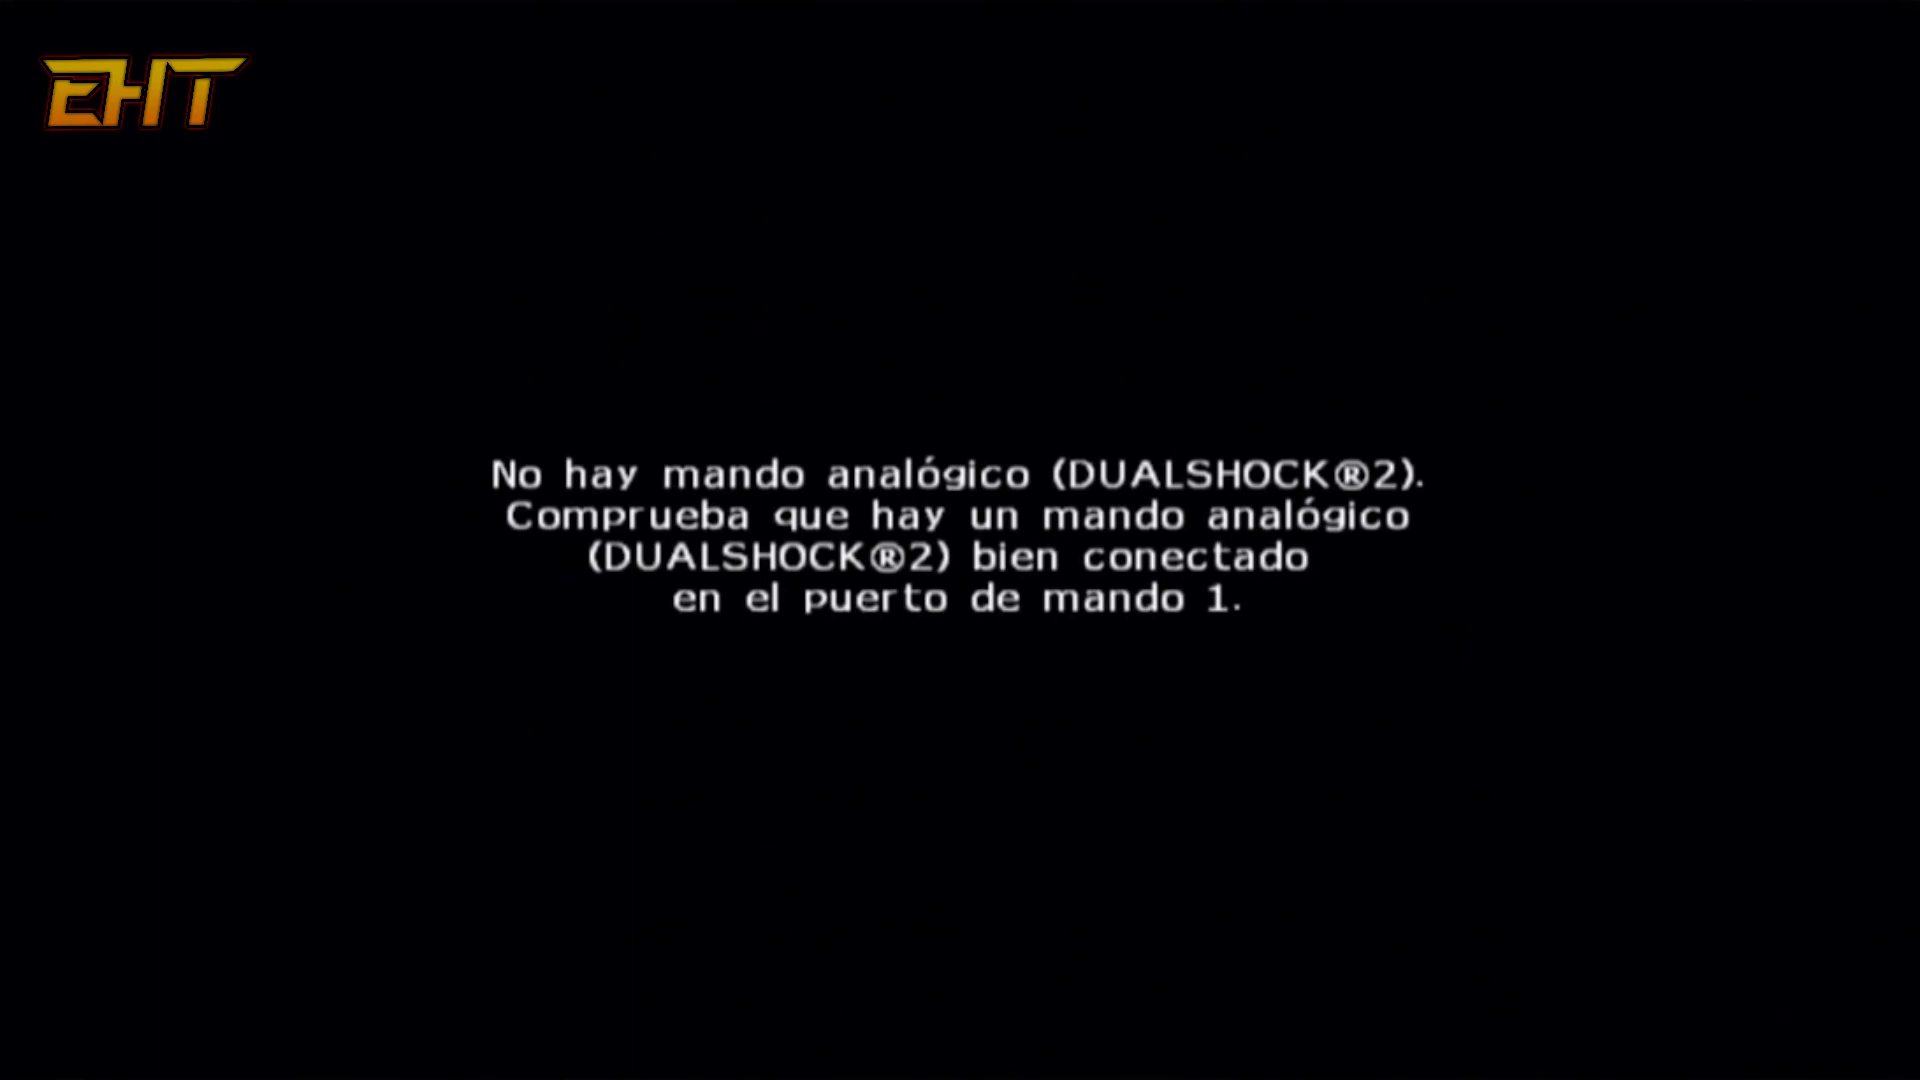 EHT
No hay mando analógico (DUALSHOCK®2).
Comprueba que hay un mando analógico
(DUALSHOCK®2) bien conectado
en el puerto de mando 1.